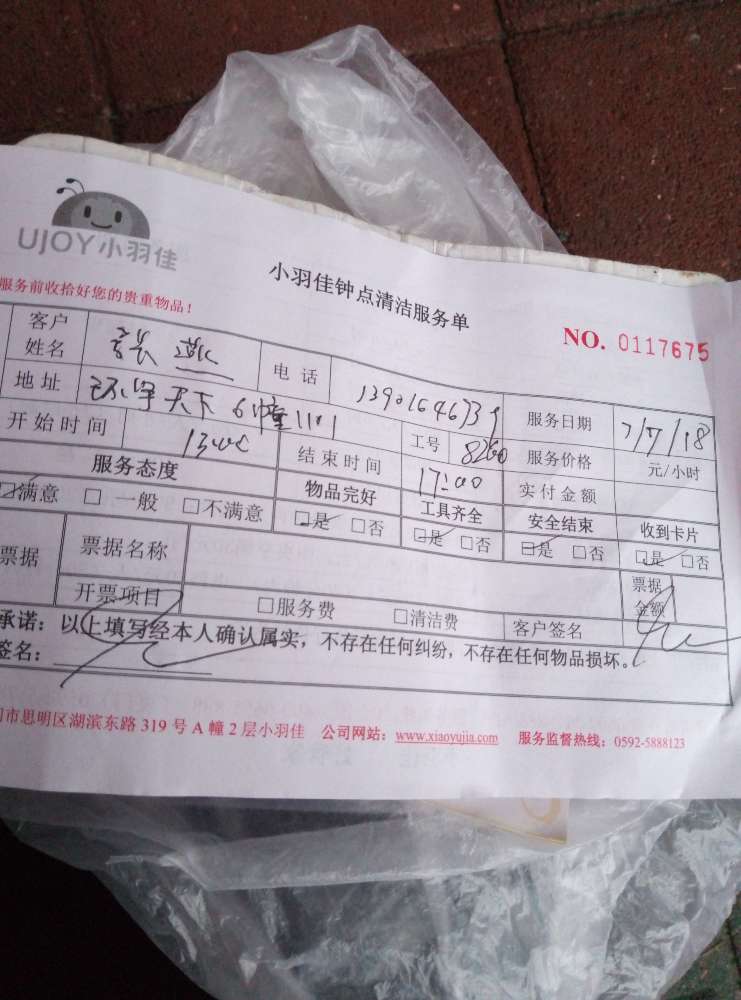 UJOY小羽佳
小羽佳钟点清洁服务单
服务前收拾好您的贵重物品！
NO. 0117675
客户姓名 电话 服务日期 7/7/18
地址 天下6幢1101 工号 8260 服务价格 元/小时
开始时间 13:00 结束时间 17:00 实付金额
服务态度 物品完好 工具齐全 安全结束 收到卡片
☑满意 □一般 □不满意 ☑是 □否 ☑是 □否 ☑是 □否 ☑是 □否
票据 票据名称 票据金额
开票项目 □服务费 □清洁费 客户签名
承诺：以上填写经本人确认属实，不存在任何纠纷，不存在任何物品损坏。
签名：
市思明区湖滨东路 319 号 A 幢 2 层小羽佳 公司网站：www.xiaoyujia.com 服务监督热线：0592-5888123